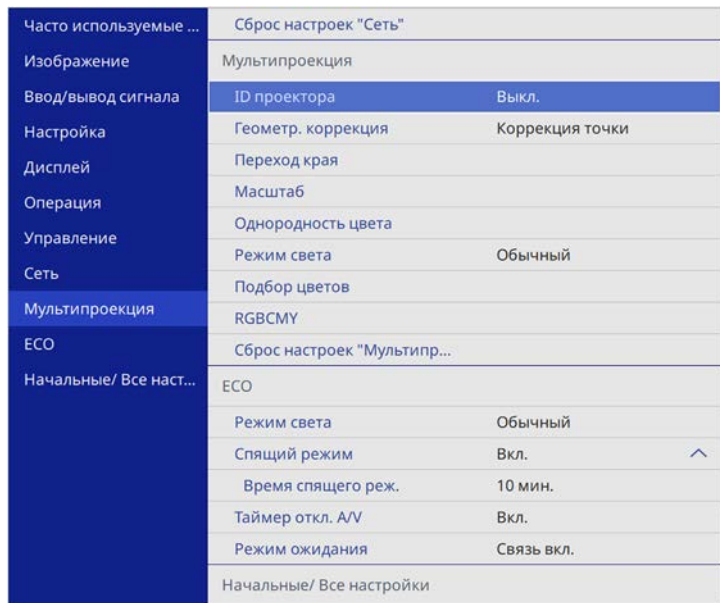 Часто используемые ...
Изображение
Ввод/вывод сигнала
Настройка
Дисплей
Операция
Управление
Сеть
Мультипроекция
ECO
Начальные/ Все наст...
Сброс настроек "Сеть"
Мультипроекция
ID проектора Выкл.
Геометр. коррекция Коррекция точки
Переход края
Масштаб
Однородность цвета
Режим света Обычный
Подбор цветов
RGBCMY
Сброс настроек "Мультипр...
ECO
Режим света Обычный
Спящий режим Вкл.
Время спящего реж. 10 мин.
Таймер откл. A/V Вкл.
Режим ожидания Связь вкл.
Начальные/ Все настройки